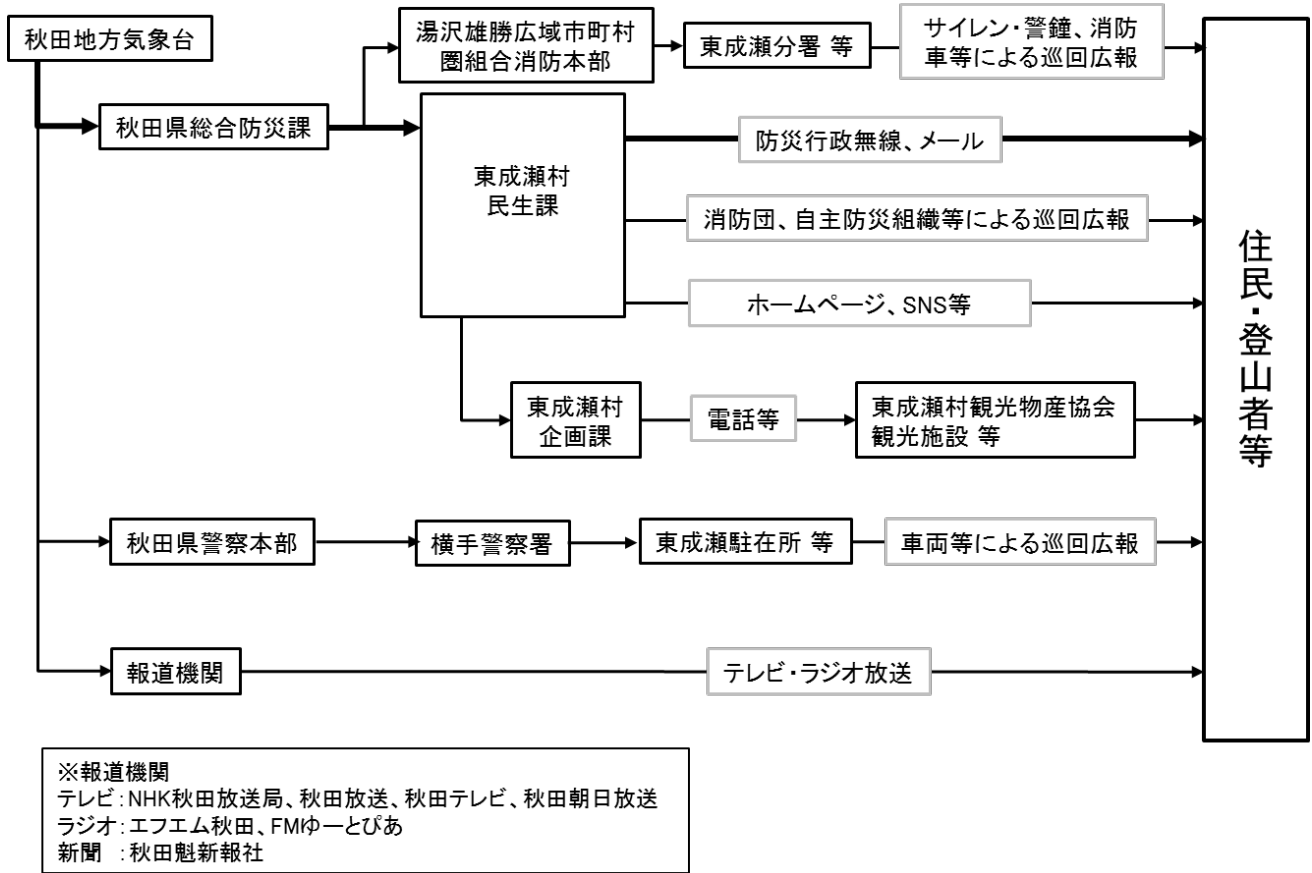 秋田地方気象台
湯沢雄勝広域市町村
圏組合消防本部
東成瀬分署 等
サイレン・警鐘、消防
車等による巡回広報
秋田県総合防災課
東成瀬村
民生課
防災行政無線、メール
消防団、自主防災組織等による巡回広報
ホームページ、SNS等
東成瀬村
企画課
電話等
東成瀬村観光物産協会
観光施設 等
住民・登山者等
秋田県警察本部
横手警察署
東成瀬駐在所 等
車両等による巡回広報
報道機関
テレビ・ラジオ放送
※報道機関
テレビ：NHK秋田放送局、秋田放送、秋田テレビ、秋田朝日放送
ラジオ：エフエム秋田、FMゆーとぴあ
新聞　：秋田魁新報社